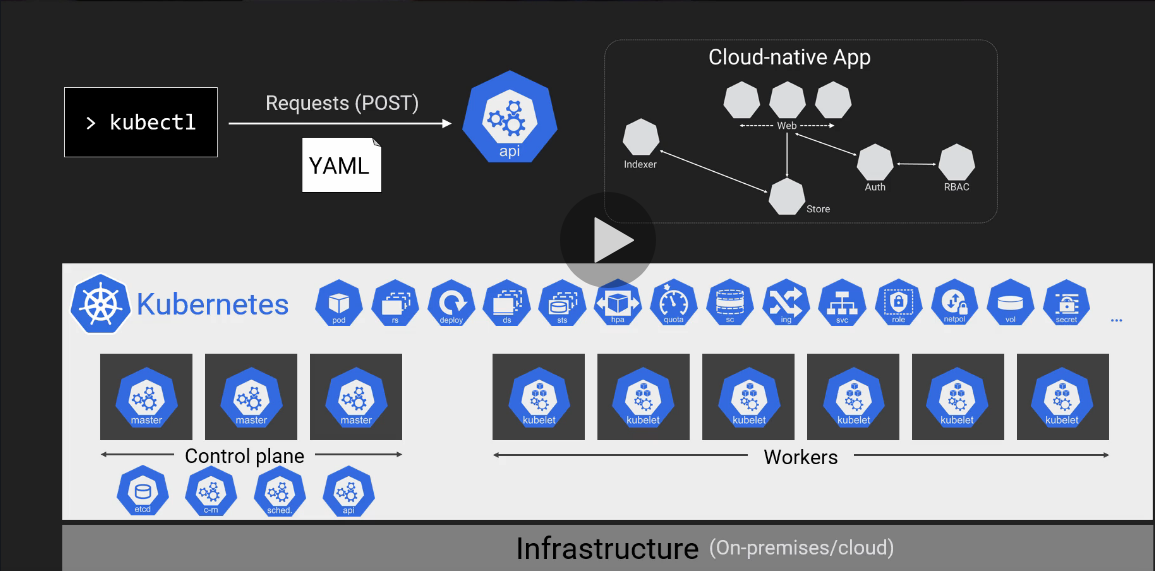 Cloud-native App
> kubectl
Requests (POST)
YAML
api
Web
Indexer
Auth
RBAC
Store
Kubernetes
pod
rs
deploy
ds
sts
hpa
quota
sc
ing
svc
role
netpol
vol
secret
...
master
master
master
kubelet
kubelet
kubelet
kubelet
kubelet
kubelet
Control plane
Workers
etcd
c-m
sched.
api
Infrastructure (On-premises/cloud)